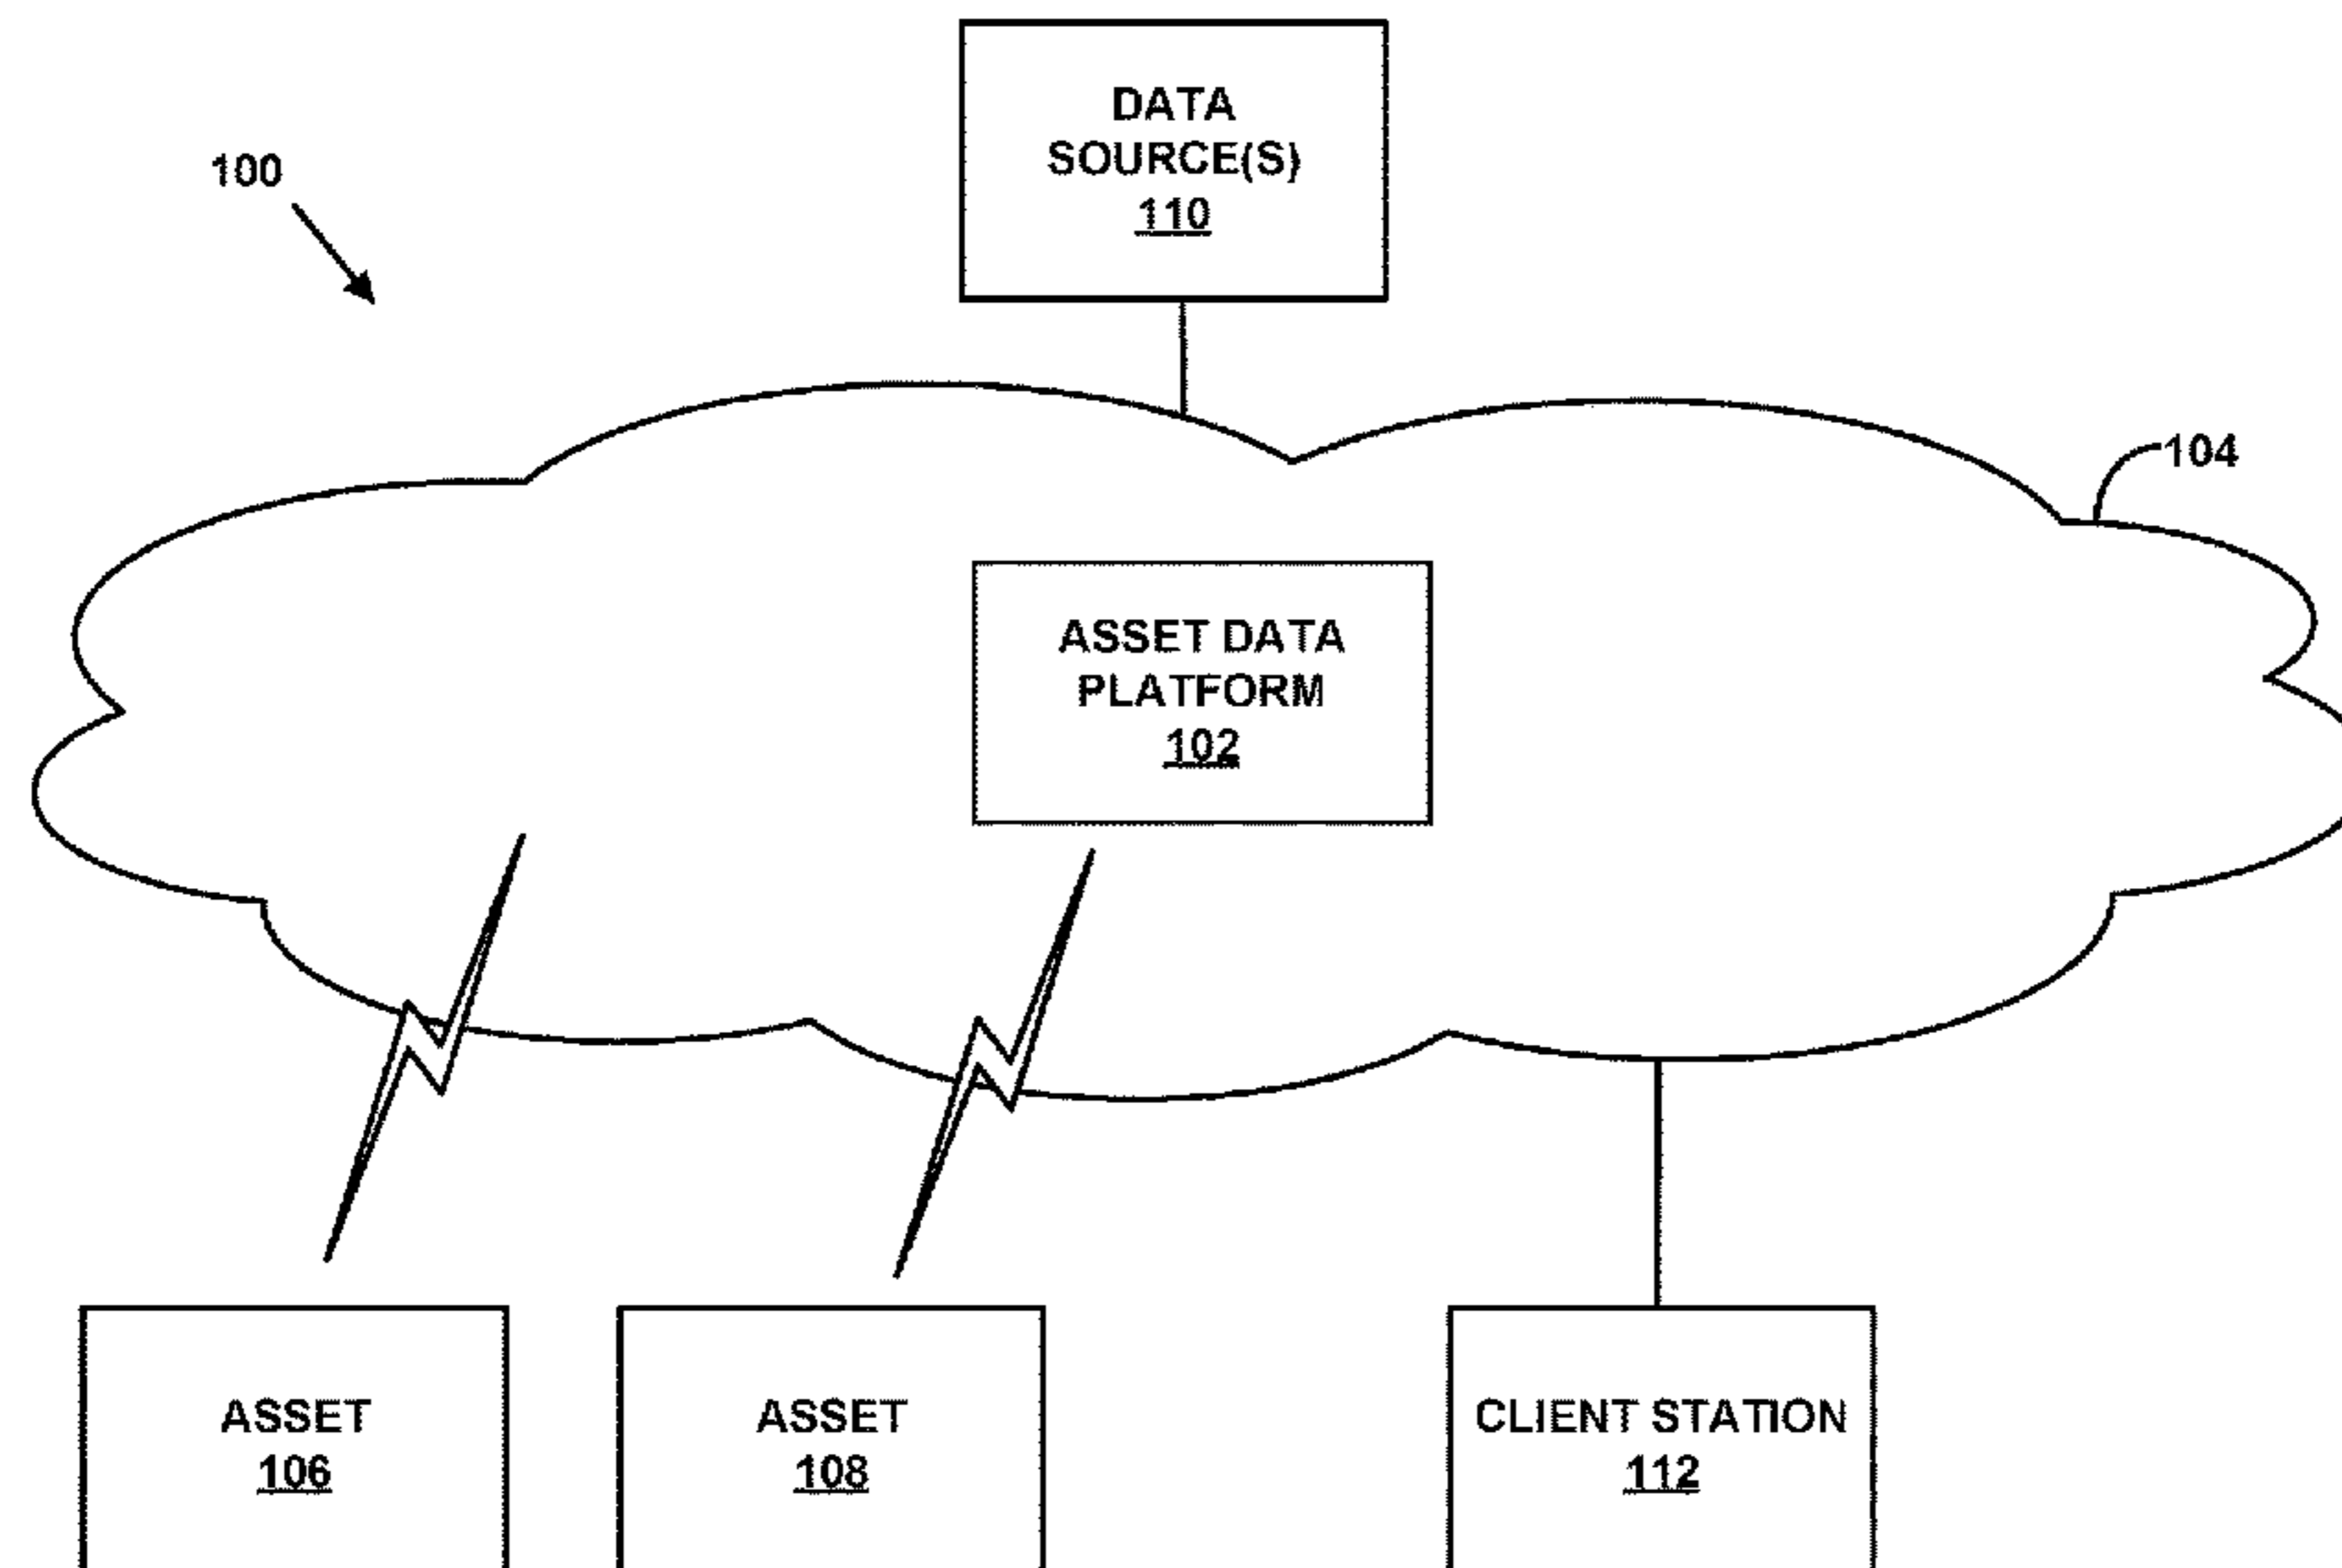 DATA
SOURCE(S)
110
100
104
ASSET DATA
PLATFORM
102
ASSET
106
ASSET
108
CLIENT STATION
112